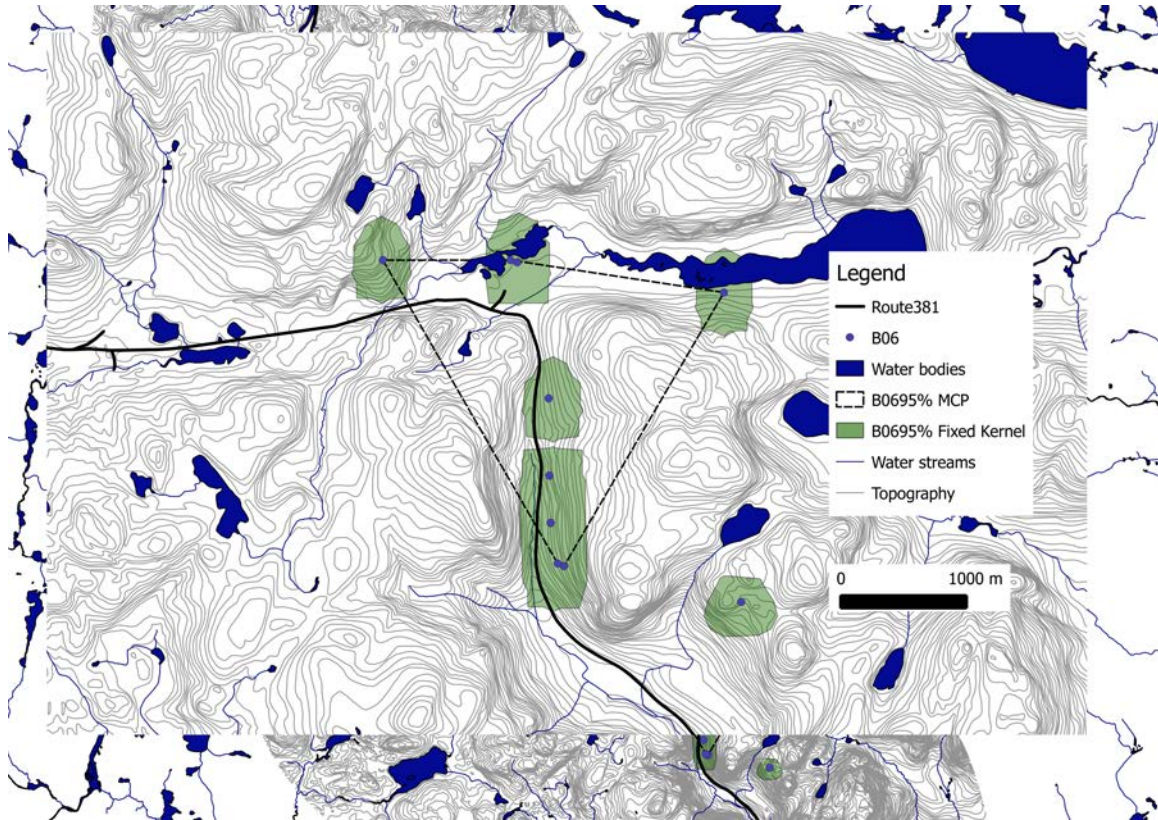 Legend
Route381
B06
Water bodies
B0695% MCP
B0695% Fixed Kernel
Water streams
Topography
0 1000 m